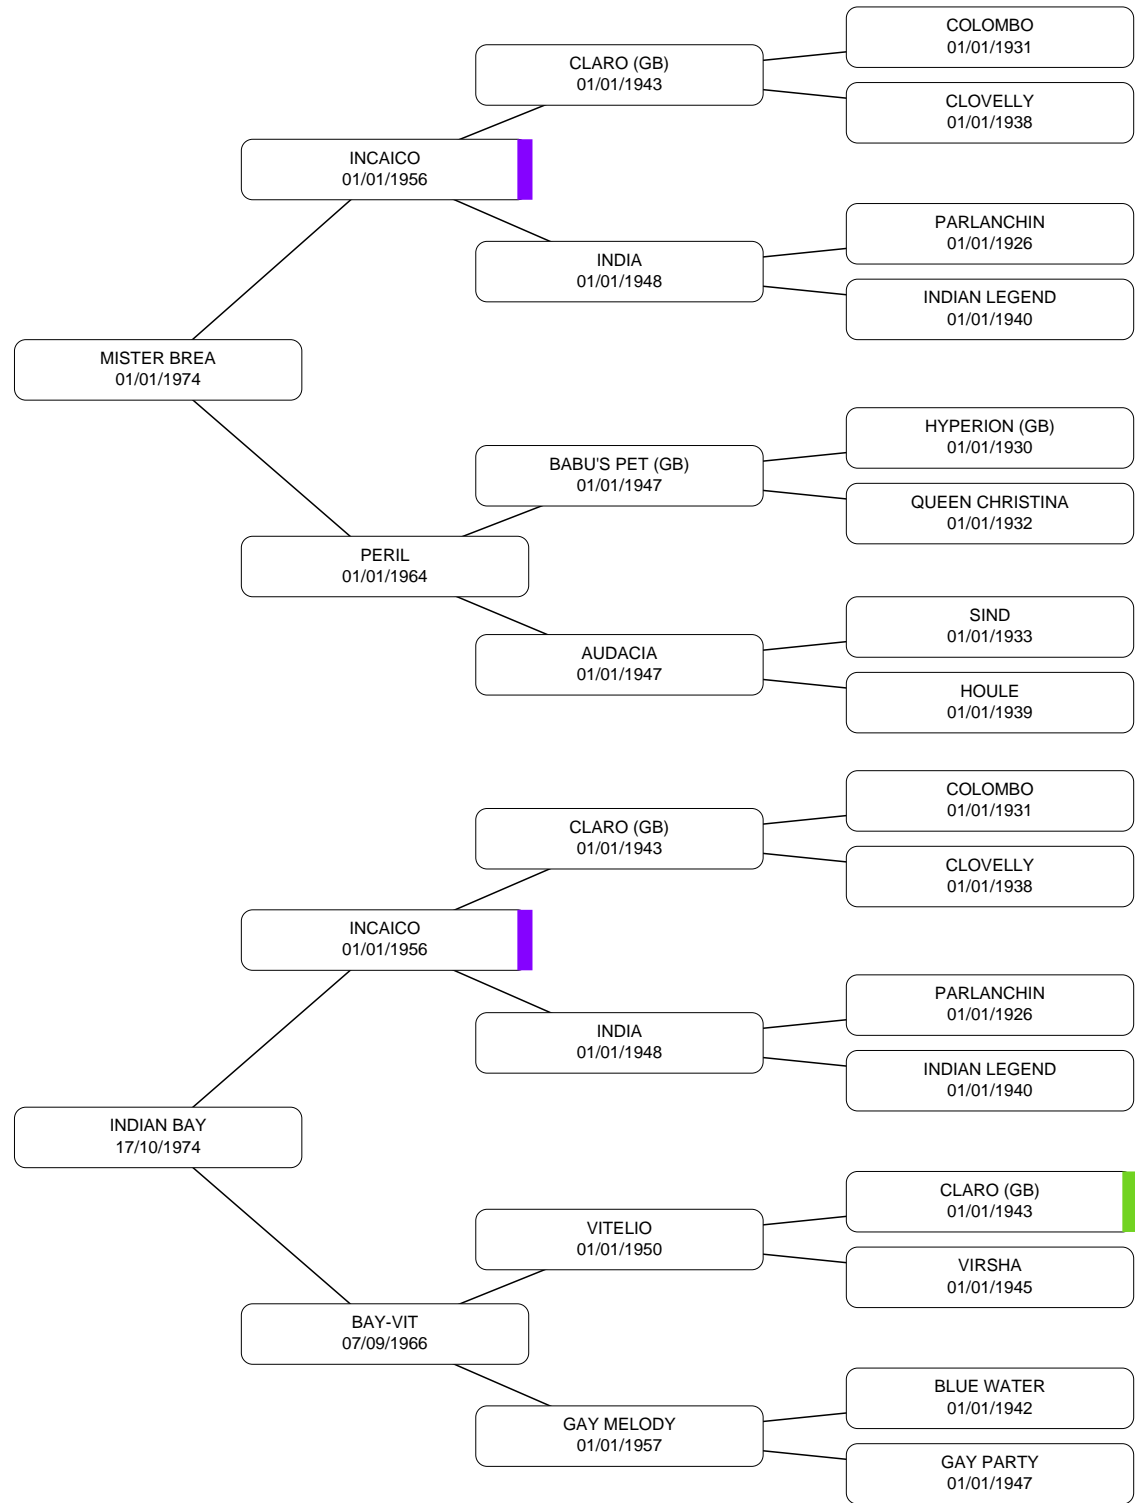 COLOMBO
01/01/1931
CLARO (GB)
01/01/1943
CLOVELLY
01/01/1938
INCAICO
01/01/1956
PARLANCHIN
01/01/1926
INDIA
01/01/1948
INDIAN LEGEND
01/01/1940
MISTER BREA
01/01/1974
HYPERION (GB)
01/01/1930
BABU'S PET (GB)
01/01/1947
QUEEN CHRISTINA
01/01/1932
PERIL
01/01/1964
SIND
01/01/1933
AUDACIA
01/01/1947
HOULE
01/01/1939
COLOMBO
01/01/1931
CLARO (GB)
01/01/1943
CLOVELLY
01/01/1938
INCAICO
01/01/1956
PARLANCHIN
01/01/1926
INDIA
01/01/1948
INDIAN LEGEND
01/01/1940
INDIAN BAY
17/10/1974
CLARO (GB)
01/01/1943
VITELIO
01/01/1950
VIRSHA
01/01/1945
BAY-VIT
07/09/1966
BLUE WATER
01/01/1942
GAY MELODY
01/01/1957
GAY PARTY
01/01/1947